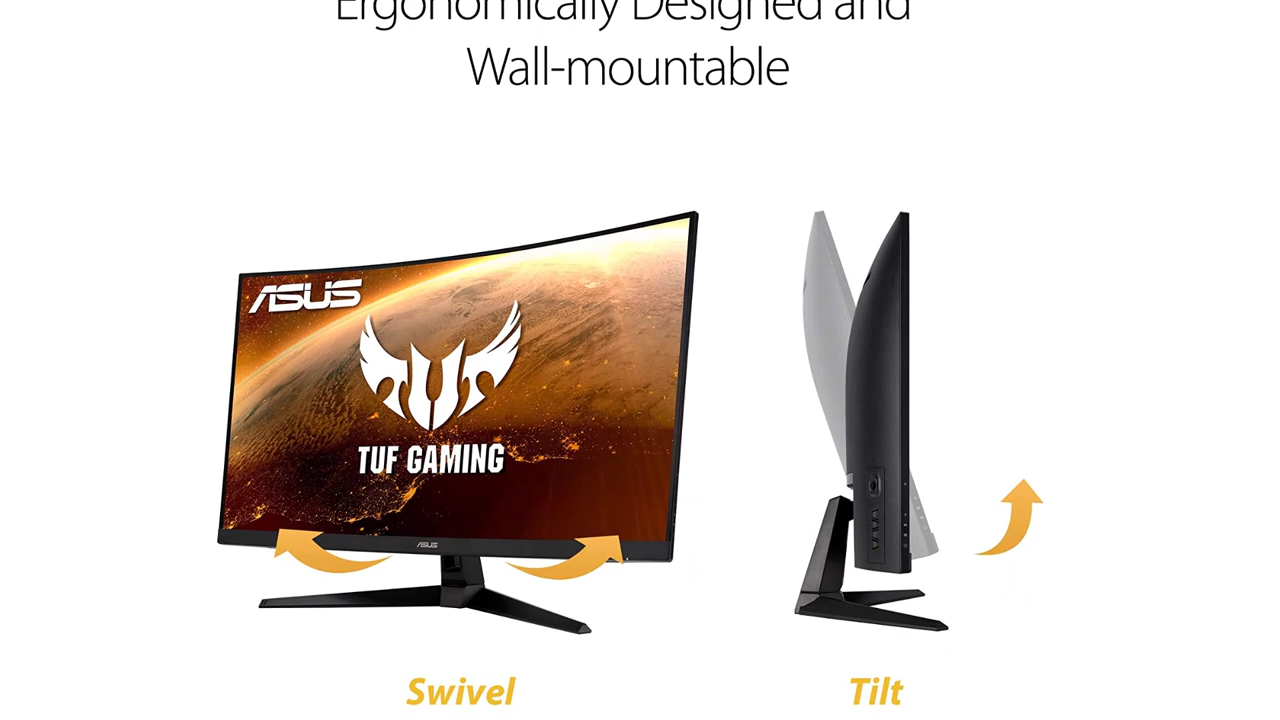 Ergonomically Designed and
Wall-mountable
ASUS
TUF GAMING
ASUS
Swivel
Tilt